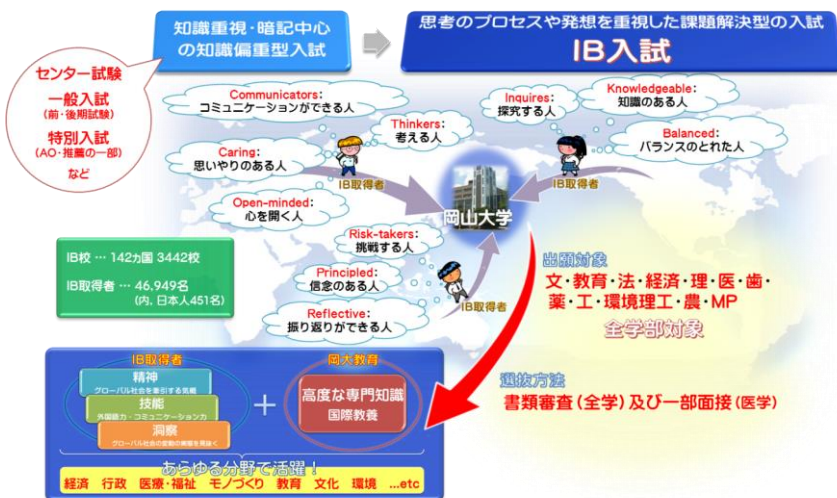 知識重視・暗記中心
の知識偏重型入試
思考のプロセスや発想を重視した課題解決型の入試
IB入試
センター試験
一般入試
(前・後期試験)
特別入試
(AO・推薦の一部)
など
Communicators:
コミュニケーションができる人
Thinkers:
考える人
Caring:
思いやりのある人
IB取得者
Open-minded:
心を開く人
Inquires:
探究する人
Knowledgeable:
知識のある人
Balanced:
バランスのとれた人
IB取得者
岡山大学
Risk-takers:
挑戦する人
Principled:
信念のある人
Reflective:
振り返りができる人
IB取得者
IB校 … 142ヵ国 3442校
IB取得者 … 46,949名
(内、日本人451名)
出願対象
文・教育・法・経済・理・医・歯・
薬・工・環境理工・農・MP
全学部対象
選抜方法
書類審査(全学)及び一部面接(医学)
IB取得者
精神
グローバル社会を牽引する気概
技能
外国語力・コミュニケーション力
洞察
グローバル社会の変動の構図を見抜く
+
岡大教育
高度な専門知識
国際教養
あらゆる分野で活躍!
経済 行政 医療・福祉 モノづくり 教育 文化 環境 …etc